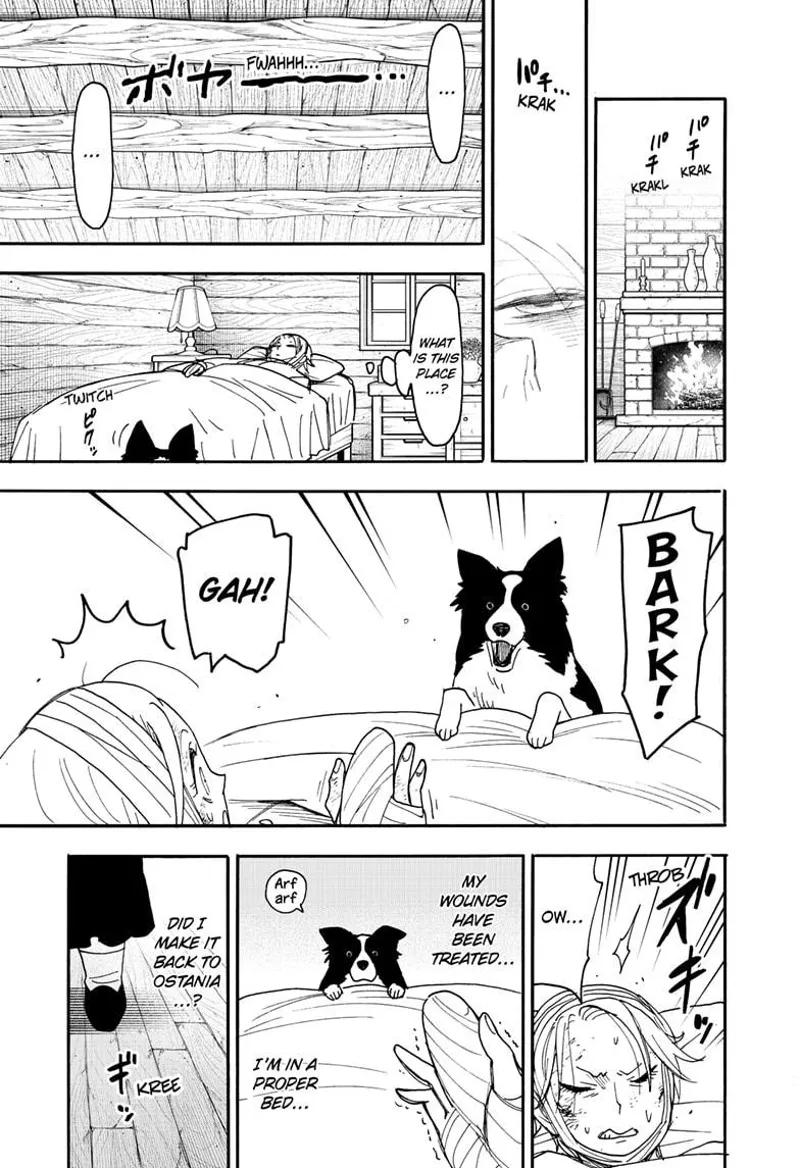 パチ
KRAK
パチ
KRAKL
パチ...
KRAK
ボヤー...
FWAHHH...
...
...
WHAT
IS THIS
PLACE
...?
TWITCH
ピクッ
BARK!
GAH!
THROB
ズキッ
OW...
MY
WOUNDS
HAVE
BEEN
TREATED...
Arf
arf
I'M IN A
PROPER
BED...
DID I
MAKE IT
BACK TO
OSTANIA
...?
ギッ
KREE